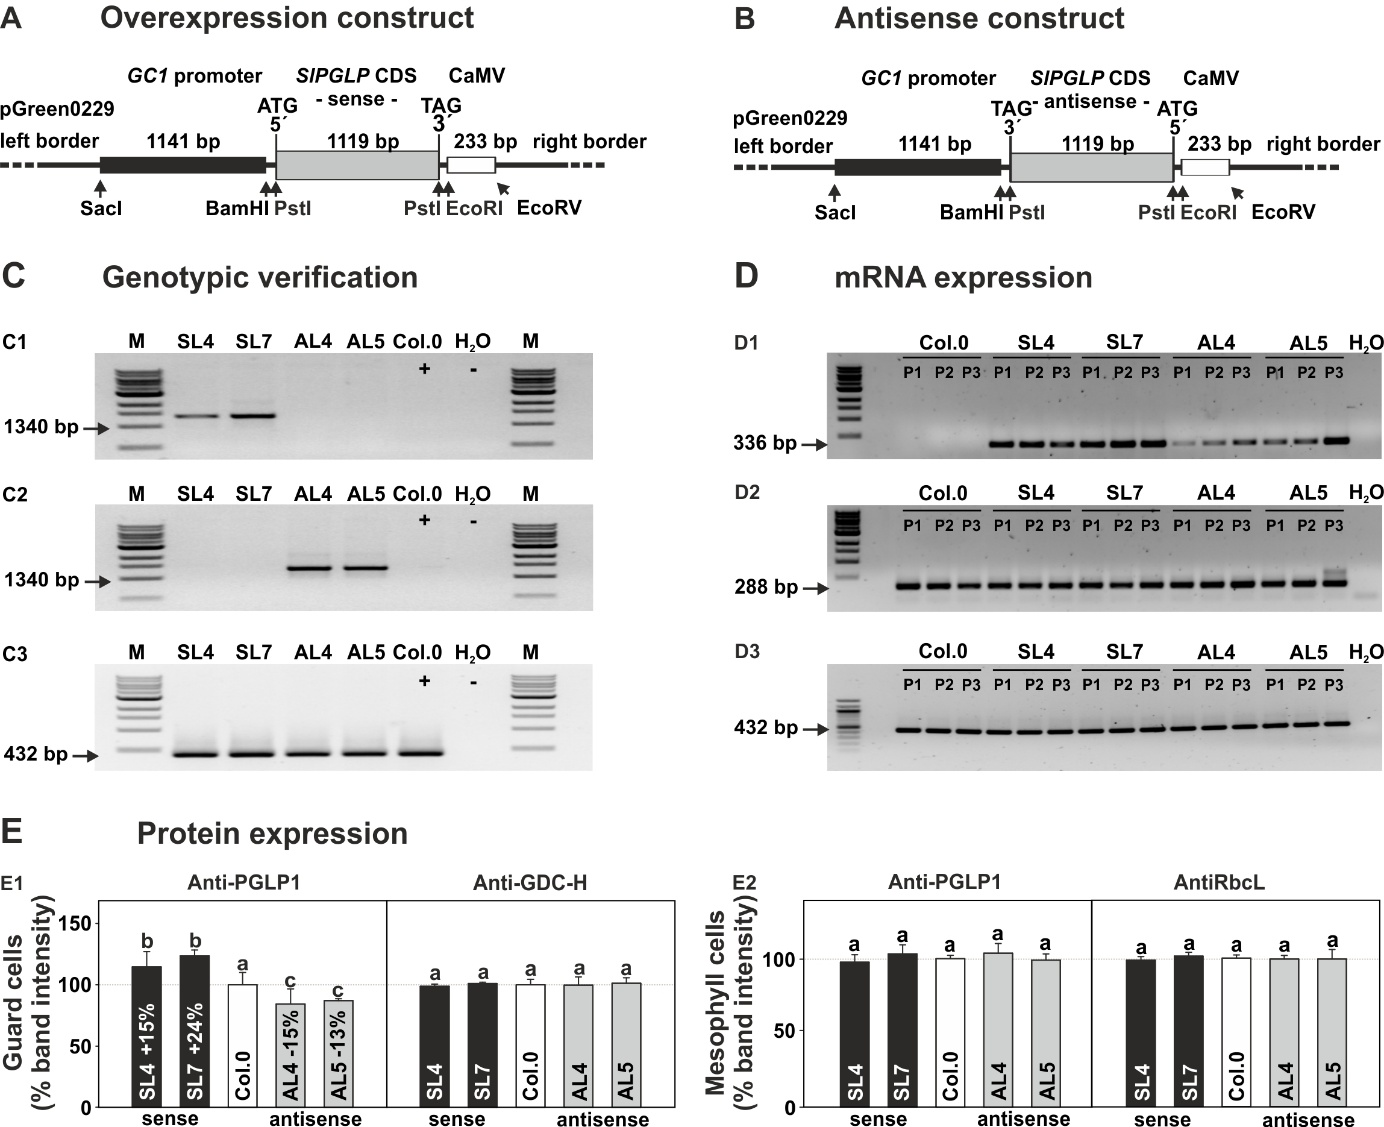 A Overexpression construct
GC1 promoter SlPGLP CDS CaMV
- sense -
pGreen0229 ATG TAG
5´ 3´
left border 1141 bp 1119 bp 233 bp right border
SacI BamHI PstI PstI EcoRI EcoRV
B Antisense construct
GC1 promoter SlPGLP CDS CaMV
- antisense -
pGreen0229 TAG ATG
3´ 5´
left border 1141 bp 1119 bp 233 bp right border
SacI BamHI PstI PstI EcoRI EcoRV
C Genotypic verification
C1 M SL4 SL7 AL4 AL5 Col.0 H2O M
+ -
1340 bp
C2 M SL4 SL7 AL4 AL5 Col.0 H2O M
+ -
1340 bp
C3 M SL4 SL7 AL4 AL5 Col.0 H2O M
+ -
432 bp
D mRNA expression
D1 Col.0 SL4 SL7 AL4 AL5 H2O
P1 P2 P3 P1 P2 P3 P1 P2 P3 P1 P2 P3 P1 P2 P3
336 bp
D2 Col.0 SL4 SL7 AL4 AL5 H2O
P1 P2 P3 P1 P2 P3 P1 P2 P3 P1 P2 P3 P1 P2 P3
288 bp
D3 Col.0 SL4 SL7 AL4 AL5 H2O
P1 P2 P3 P1 P2 P3 P1 P2 P3 P1 P2 P3 P1 P2 P3
432 bp
E Protein expression
E1 Anti-PGLP1 Anti-GDC-H
Guard cells
(% band intensity)
150
100
50
0
b b a c c a a a a a
SL4 +15% SL7 +24% Col.0 AL4 -15% AL5 -13% SL4 SL7 Col.0 AL4 AL5
sense antisense sense antisense
E2 Anti-PGLP1 AntiRbcL
Mesophyll cells
(% band intensity)
100
50
0
a a a a a a a a a a
SL4 SL7 Col.0 AL4 AL5 SL4 SL7 Col.0 AL4 AL5
sense antisense sense antisense